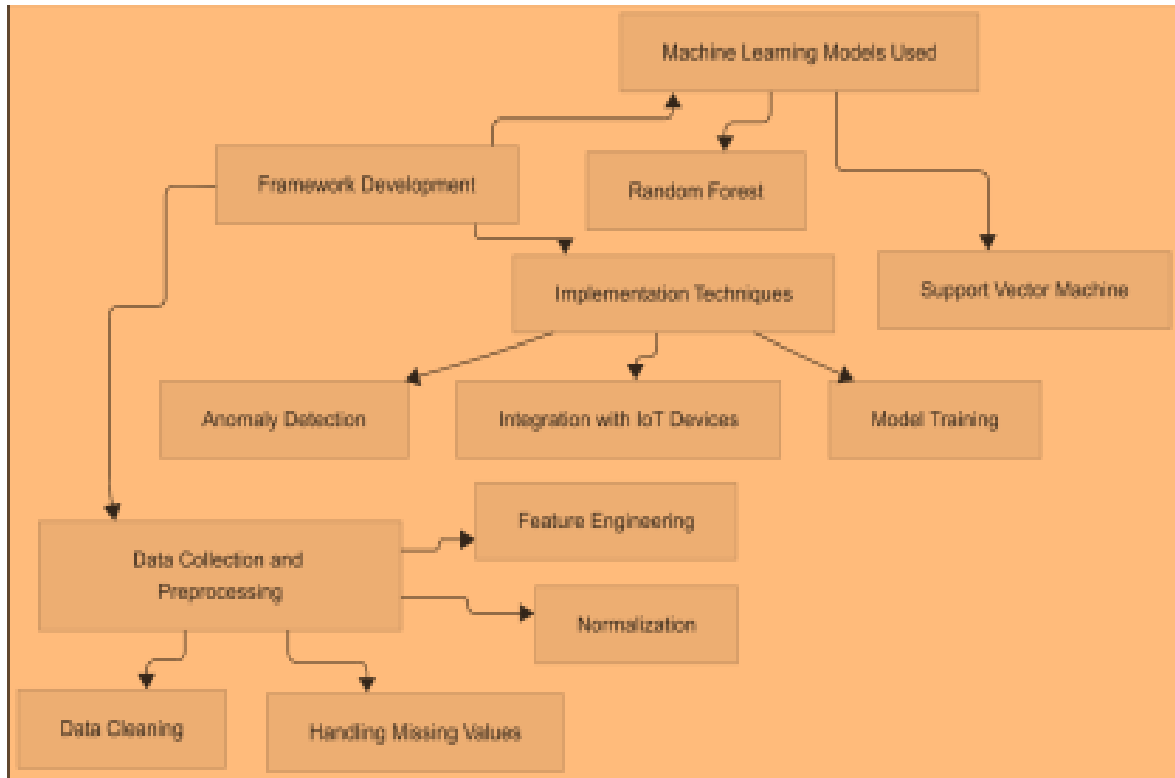 Machine Learning Models Used
Framework Development
Random Forest
Implementation Techniques
Support Vector Machine
Anomaly Detection
Integration with IoT Devices
Model Training
Feature Engineering
Data Collection and
Preprocessing
Normalization
Data Cleaning
Handling Missing Values